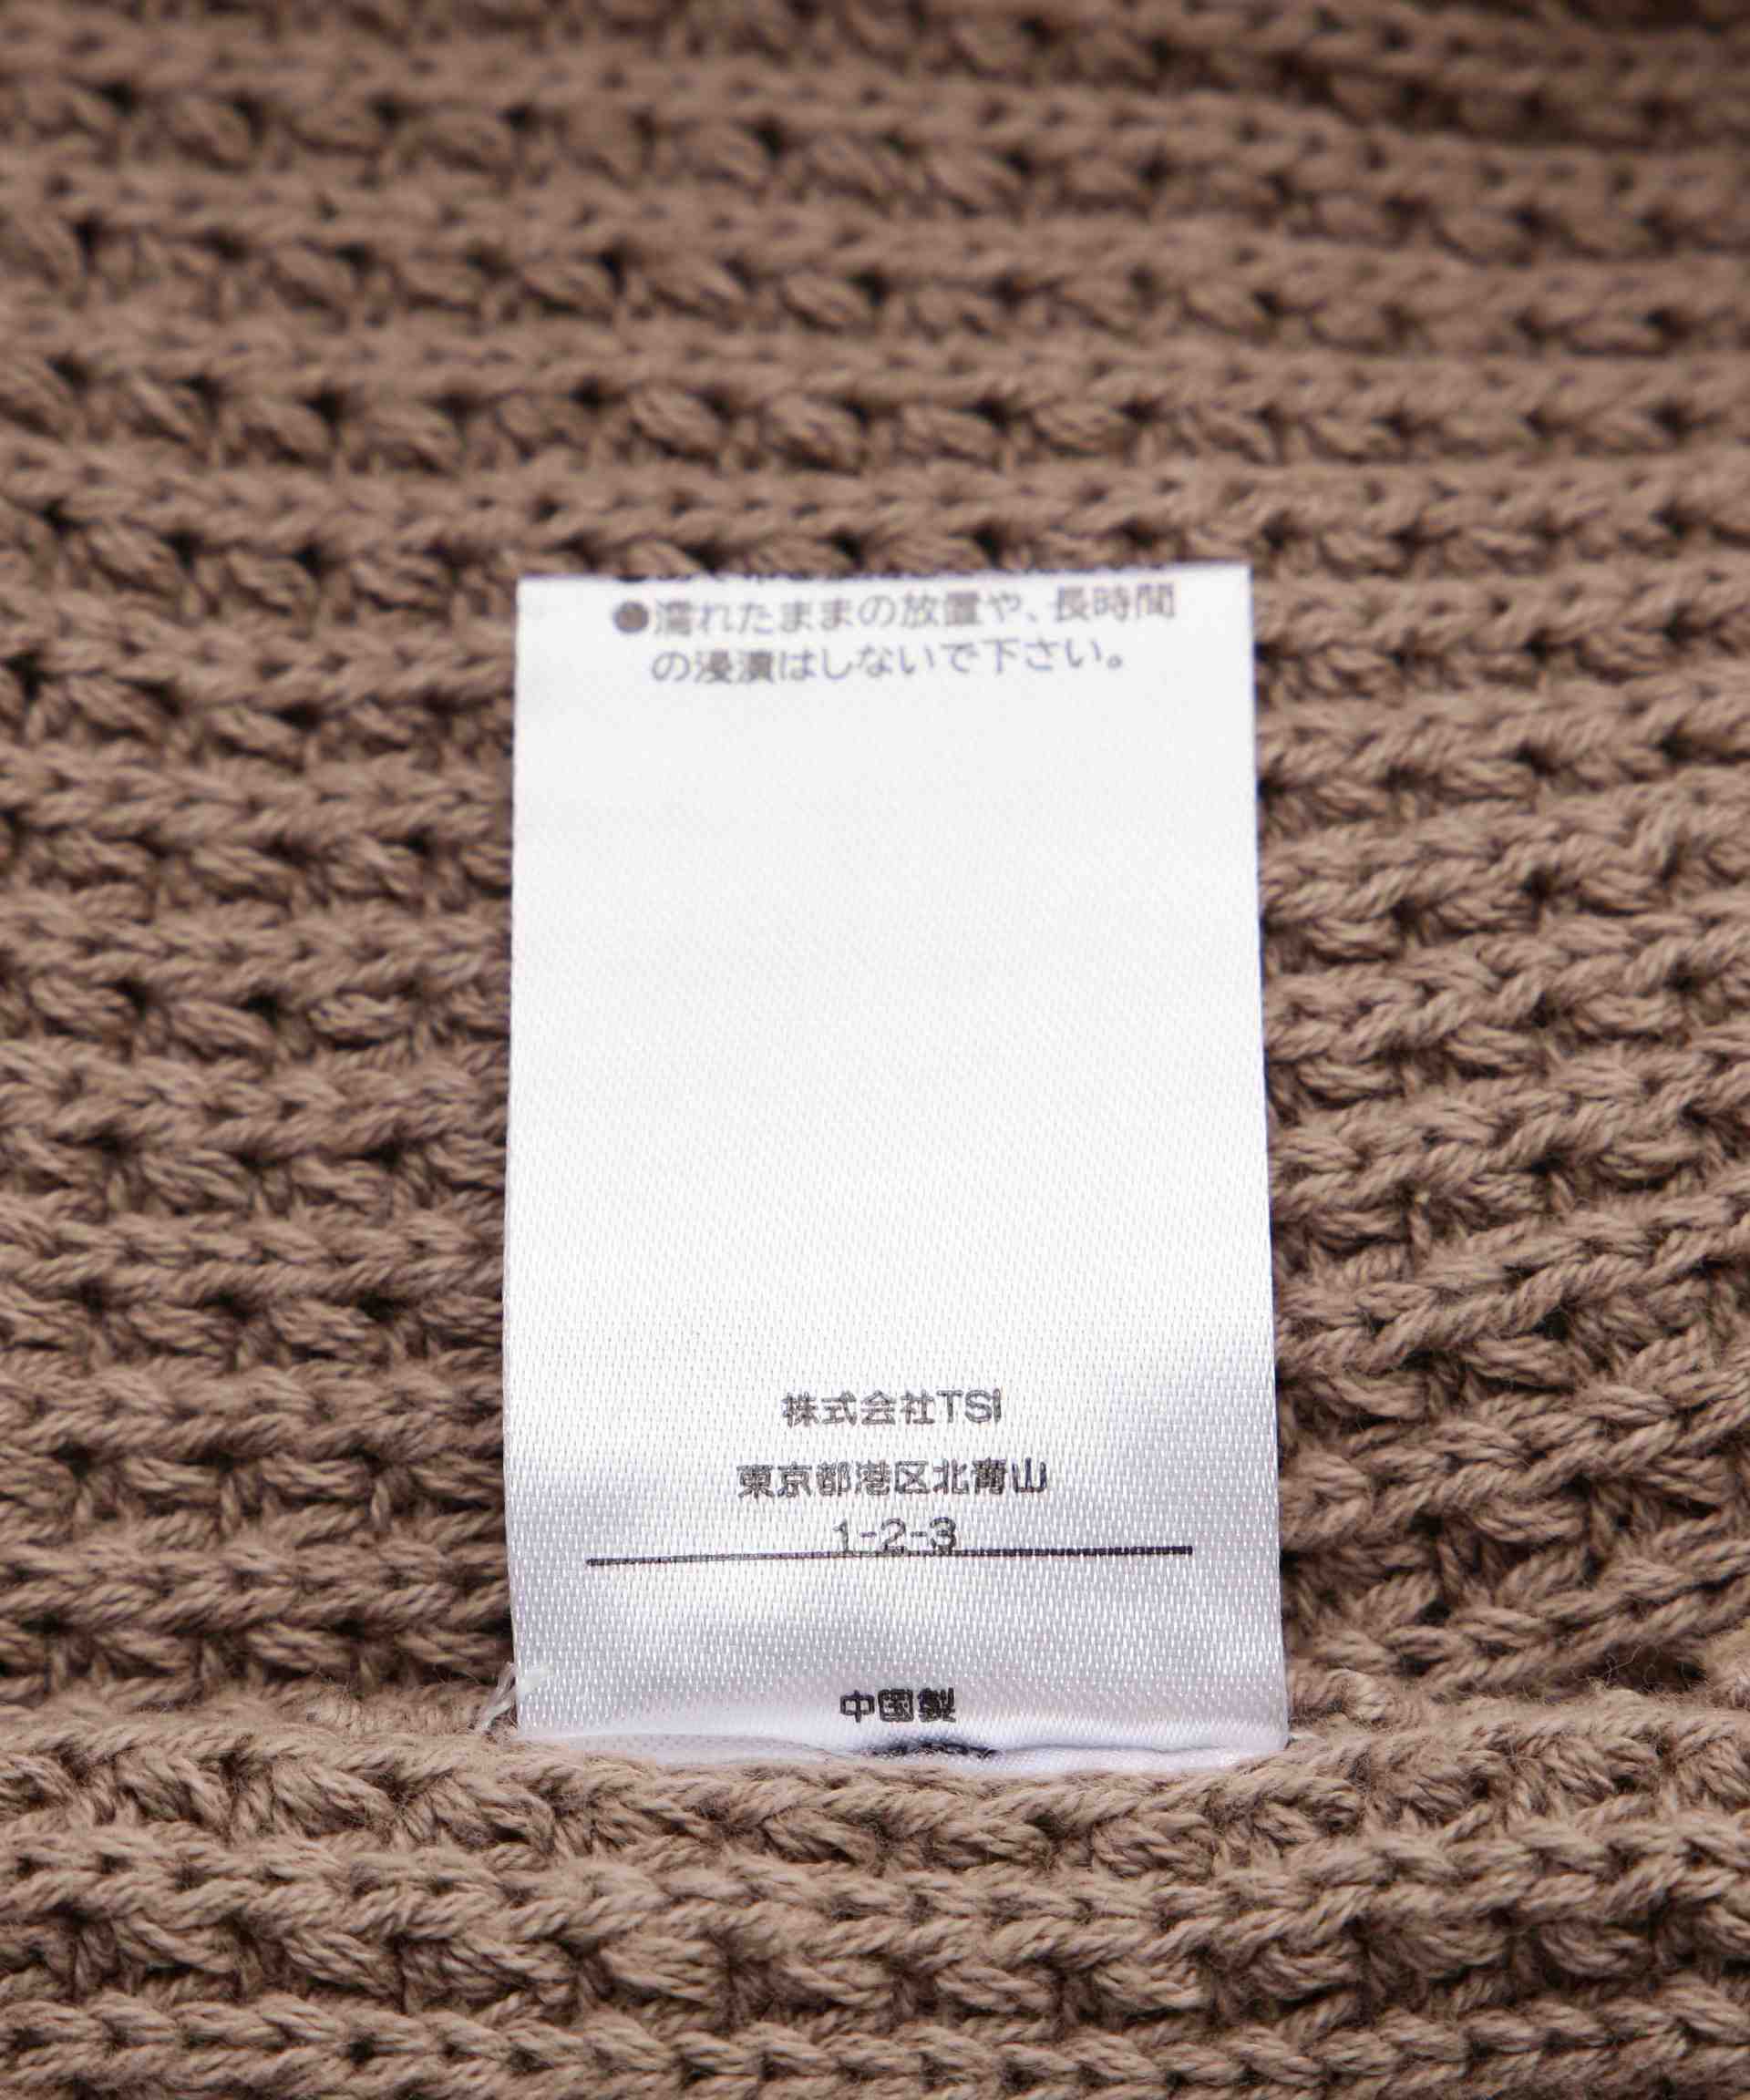 ●濡れたままの放置や、長時間
の浸漬はしないで下さい。
株式会社TSI
東京都港区北青山
1-2-3
中国製